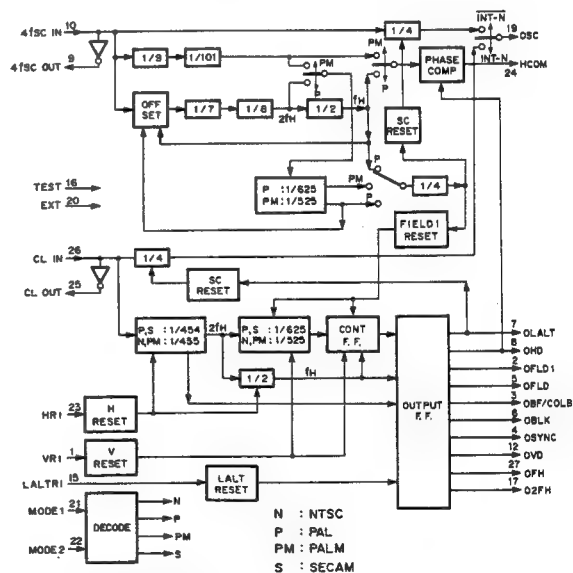 4fSC IN 10
1/4
INT-N
19 OSC
9
4fSC OUT
1/9
1/101
PM
P
PM
P
INT-N
PHASE COMP
24
HCOM
OFF SET
1/7
1/8
2fH
1/2
fH
SC RESET
TEST 16
EXT 20
P : 1/625
PM : 1/525
PM
P
P
1/4
FIELD1 RESET
CL IN 26
1/4
CL OUT 25
SC RESET
P,S : 1/454
N,PM : 1/455
2fH
P,S : 1/625
N,PM : 1/525
CONT F.F.
1/2
fH
OUTPUT F.F.
7 OLALT
8 OHD
2 OFLD1
5 OFLD
3 OBF/COLB
6 OBLK
4 OSYNC
12 OVD
27 OFH
17 O2FH
HR1 23
H RESET
VR1 1
V RESET
LALTR1 15
LALT RESET
MODE1 21
MODE2 22
DECODE
N
P
PM
S
N : NTSC
P : PAL
PM : PALM
S : SECAM